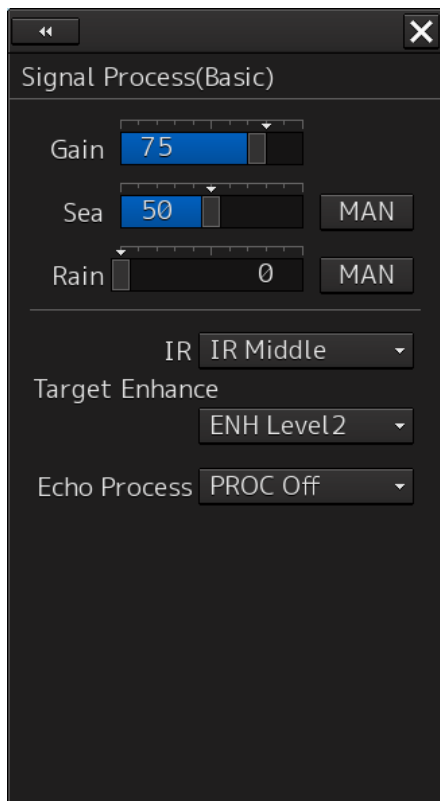 Signal Process(Basic)
Gain 75
Sea 50 MAN
Rain 0 MAN
IR IR Middle
Target Enhance
ENH Level2
Echo Process PROC Off